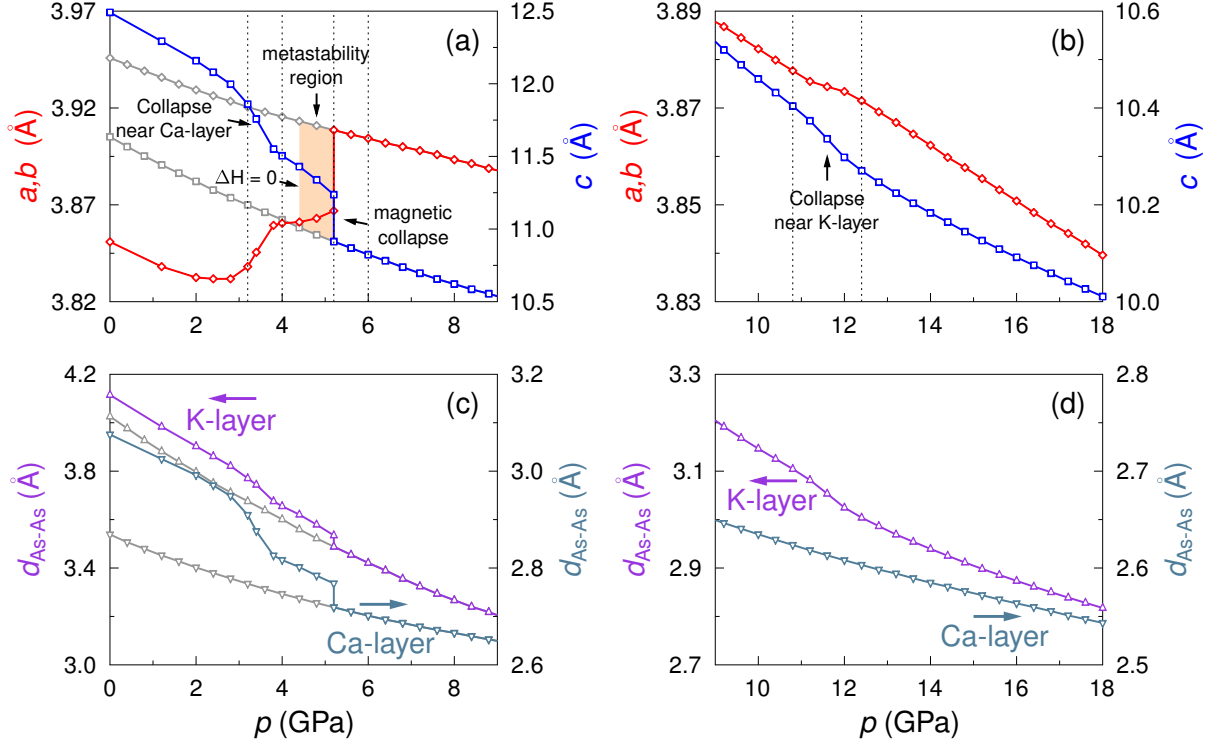 (a)
3.97
3.92
3.87
3.82
a,b (Å)
12.5
12.0
11.5
11.0
10.5
c (Å)
metastability
region
Collapse
near Ca-layer
ΔH = 0
magnetic
collapse
0 2 4 6 8
(b)
3.89
3.87
3.85
3.83
a,b (Å)
10.6
10.4
10.2
10.0
c (Å)
Collapse
near K-layer
10 12 14 16 18
(c)
4.2
3.8
3.4
3.0
dAs-As (Å)
3.2
3.0
2.8
2.6
dAs-As (Å)
K-layer
Ca-layer
0 2 4 6 8
p (GPa)
(d)
3.3
3.1
2.9
2.7
dAs-As (Å)
2.8
2.7
2.6
2.5
dAs-As (Å)
K-layer
Ca-layer
10 12 14 16 18
p (GPa)